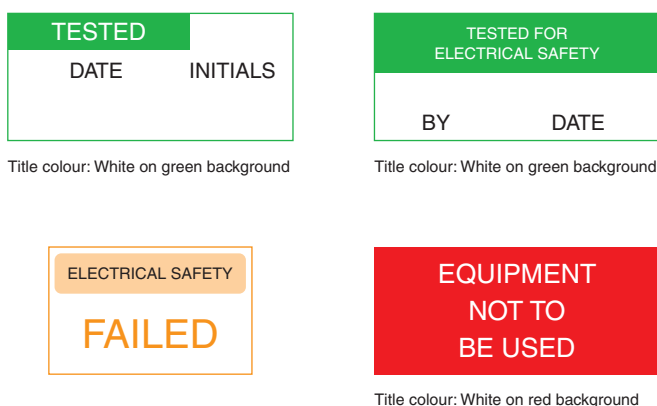 TESTED
DATE INITIALS
Title colour: White on green background
TESTED FOR
ELECTRICAL SAFETY
BY DATE
Title colour: White on green background
ELECTRICAL SAFETY
FAILED
EQUIPMENT
NOT TO
BE USED
Title colour: White on red background